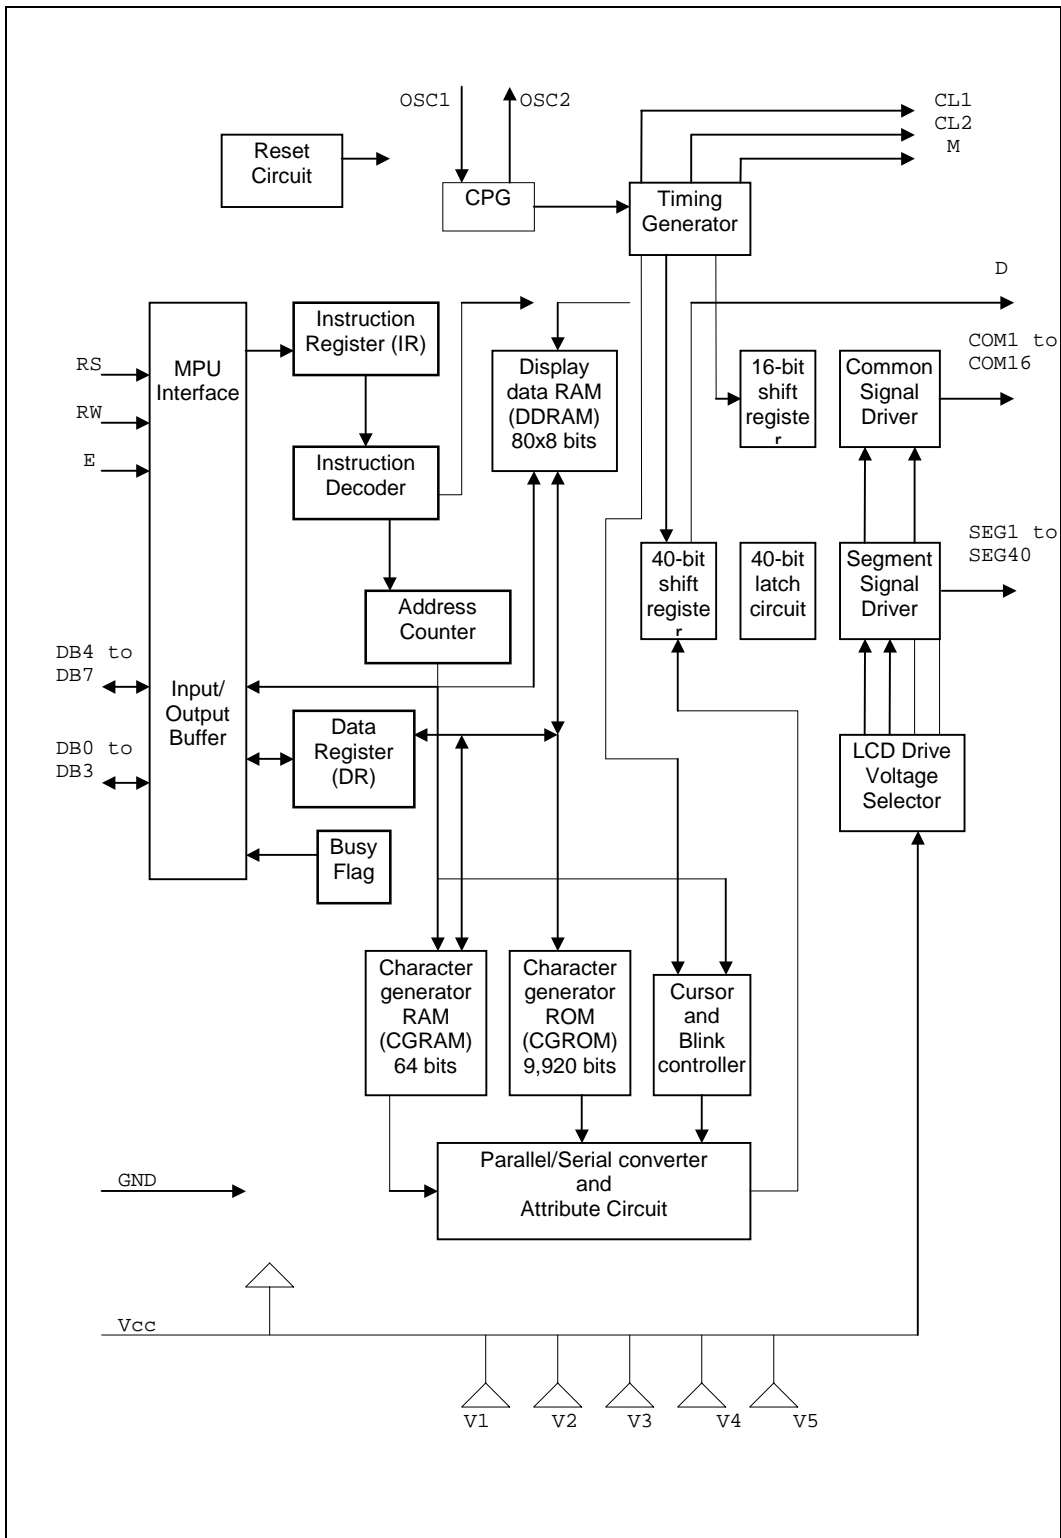 OSC1
OSC2
CL1
CL2
M
Reset
Circuit
CPG
Timing
Generator
D
MPU
Interface
Input/
Output
Buffer
Instruction
Register (IR)
Display
data RAM
(DDRAM)
80x8 bits
16-bit
shift
registe
r
Common
Signal
Driver
COM1 to
COM16
RS
RW
E
Instruction
Decoder
40-bit
shift
registe
r
40-bit
latch
circuit
Segment
Signal
Driver
SEG1 to
SEG40
Address
Counter
DB4 to
DB7
DB0 to
DB3
Data
Register
(DR)
LCD Drive
Voltage
Selector
Busy
Flag
Character
generator
RAM
(CGRAM)
64 bits
Character
generator
ROM
(CGROM)
9,920 bits
Cursor
and
Blink
controller
Parallel/Serial converter
and
Attribute Circuit
GND
Vcc
V1
V2
V3
V4
V5